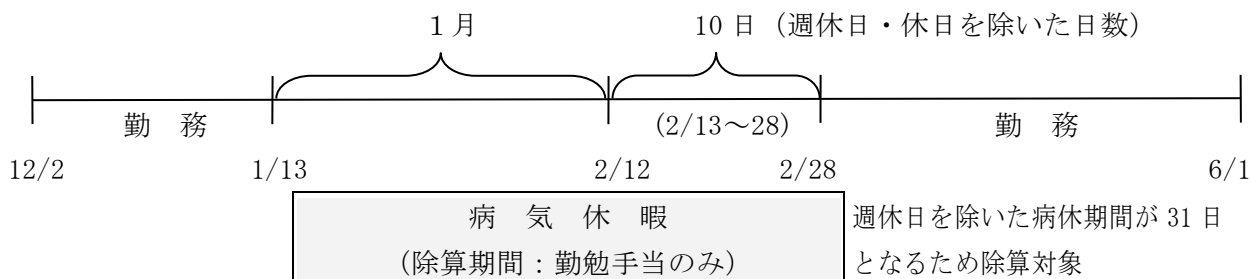 1月 10日（週休日・休日を除いた日数）
勤 務 (2/13～28) 勤 務
12/2 1/13 2/12 2/28 6/1
病 気 休 暇 週休日を除いた病休期間が 31 日
(除算期間：勤勉手当のみ) となるため除算対象